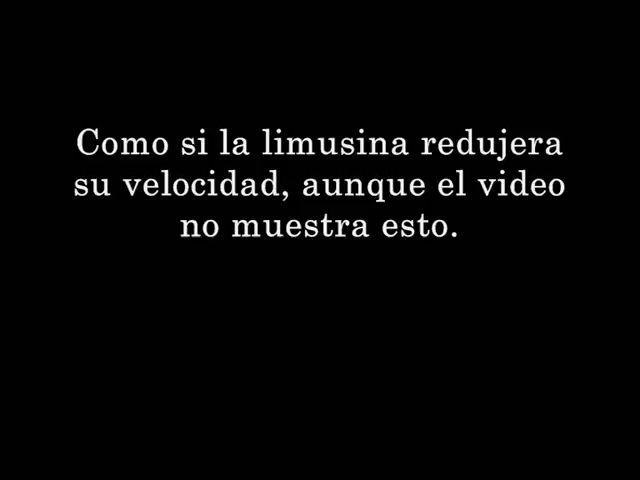 Como si la limusina redujera
su velocidad, aunque el video
no muestra esto.